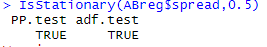 > IsStationary(ABreg$spread,0.5)
PP.test adf.test
TRUE TRUE